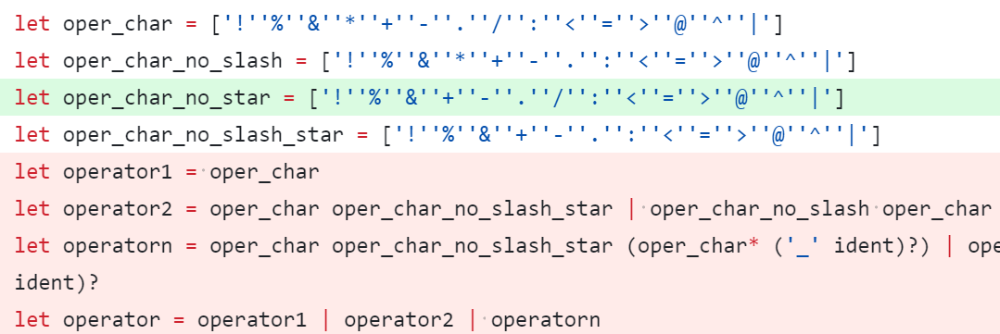 let oper_char = ['!''%''&''*''+''-''.''/'':''<''=''>''@''^''|']
let oper_char_no_slash = ['!''%''&''*''+''-''.'':''<''=''>''@''^''|']
let oper_char_no_star = ['!''%''&''+''-''.''/'':''<''=''>''@''^''|']
let oper_char_no_slash_star = ['!''%''&''+''-''.'':''<''=''>''@''^''|']
let operator1 = oper_char
let operator2 = oper_char oper_char_no_slash_star | oper_char_no_slash oper_char
let operatorn = oper_char oper_char_no_slash_star (oper_char* ('_' ident)?) | ope
ident)?
let operator = operator1 | operator2 | operatorn